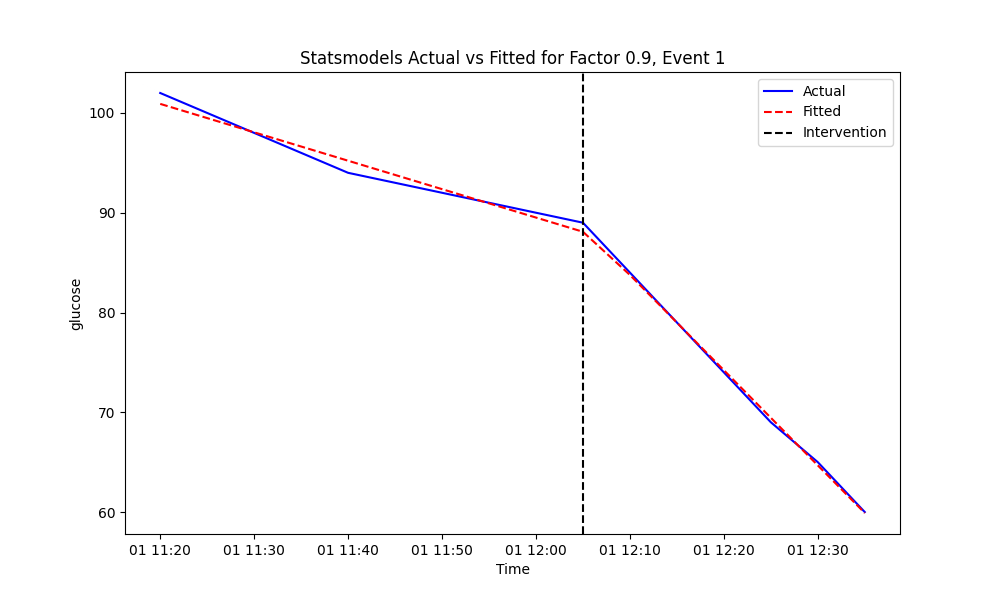 Statsmodels Actual vs Fitted for Factor 0.9, Event 1
Actual
Fitted
Intervention
glucose
100
90
80
70
60
01 11:20
01 11:30
01 11:40
01 11:50
01 12:00
01 12:10
01 12:20
01 12:30
Time